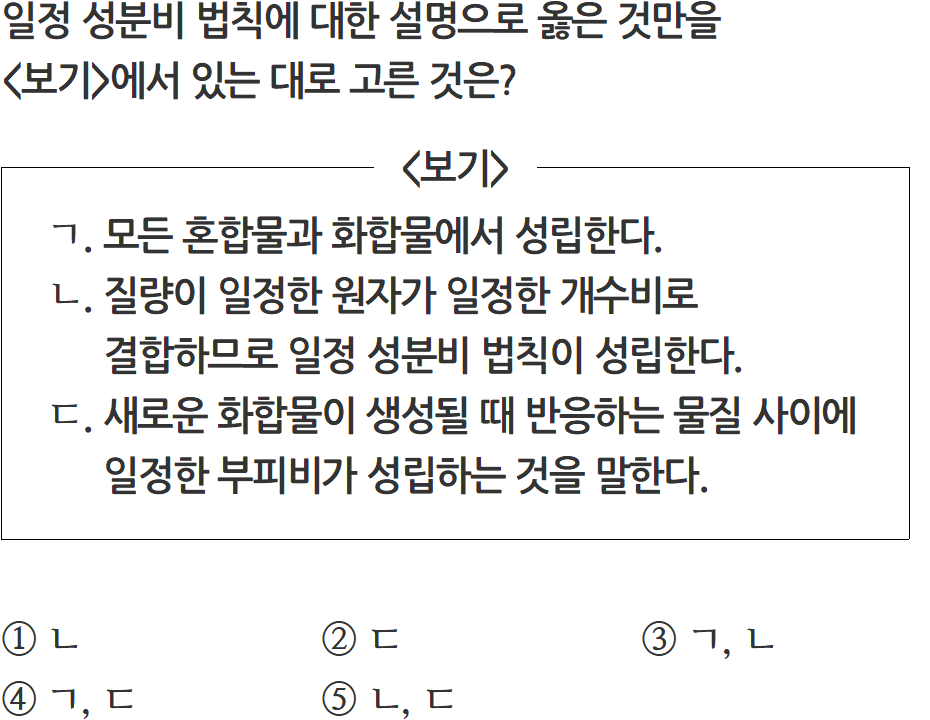 일정 성분비 법칙에 대한 설명으로 옳은 것만을
<보기>에서 있는 대로 고른 것은?
<보기>
ㄱ. 모든 혼합물과 화합물에서 성립한다.
ㄴ. 질량이 일정한 원자가 일정한 개수비로
결합하므로 일정 성분비 법칙이 성립한다.
ㄷ. 새로운 화합물이 생성될 때 반응하는 물질 사이에
일정한 부피비가 성립하는 것을 말한다.
① ㄴ ② ㄷ ③ ㄱ, ㄴ
④ ㄱ, ㄷ ⑤ ㄴ, ㄷ